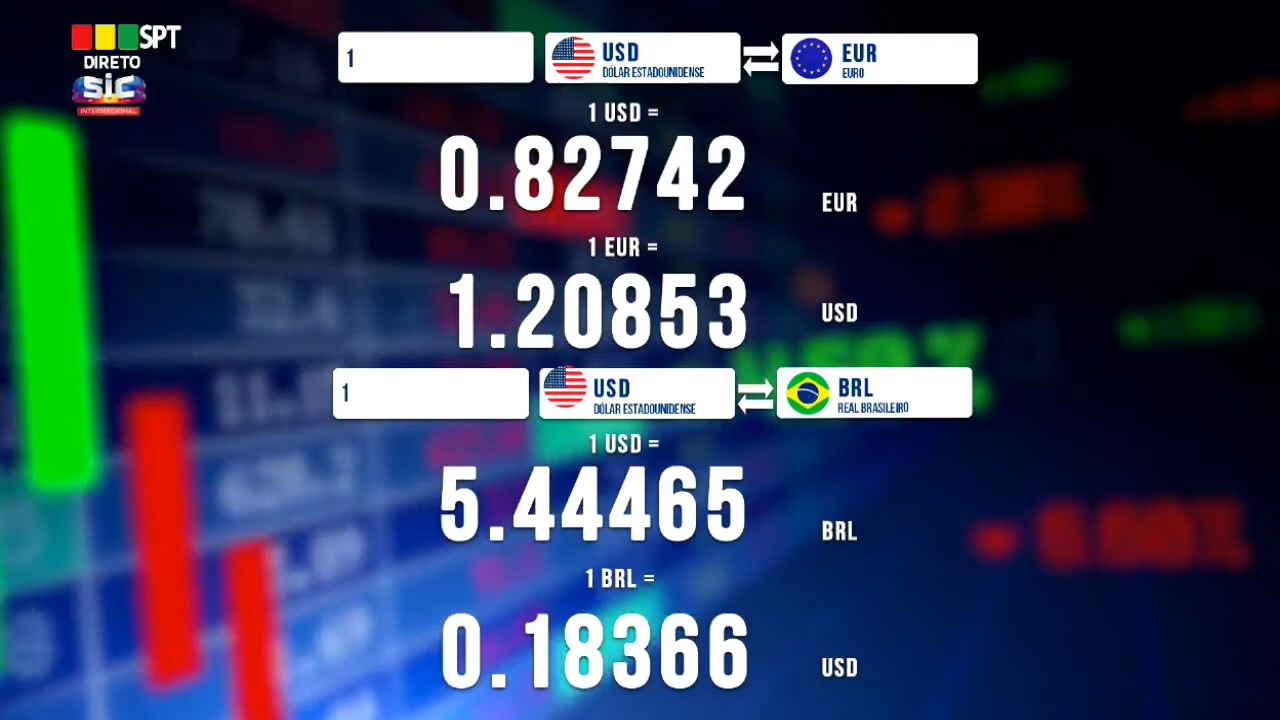 SPT
DIRETO
SIC
INTERNACIONAL
1
USD
DÓLAR ESTADOUNIDENSE
EUR
EURO
1 USD =
0.82742 EUR
1 EUR =
1.20853 USD
1
USD
DÓLAR ESTADOUNIDENSE
BRL
REAL BRASILEIRO
1 USD =
5.44465 BRL
1 BRL =
0.18366 USD